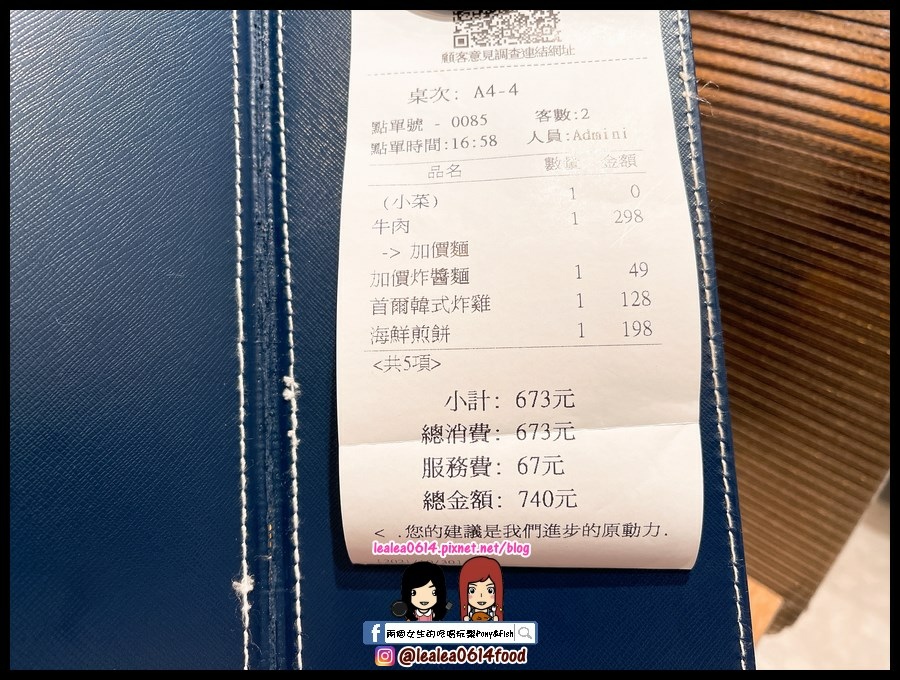 顧客意見調查連結網址
桌次: A4-4
點單號 - 0085 客數:2
點單時間:16:58 人員:Admini
品名 數量 金額
(小菜) 1 0
牛肉 1 298
-> 加價麵
加價炸醬麵 1 49
首爾韓式炸雞 1 128
海鮮煎餅 1 198
<共5項>
小計: 673元
總消費: 673元
服務費: 67元
總金額: 740元
< .您的建議是我們進步的原動力.
lealea0614.pixnet.net/blog
兩個女生的吃喝玩樂Pony&Fish
@lealea0614food